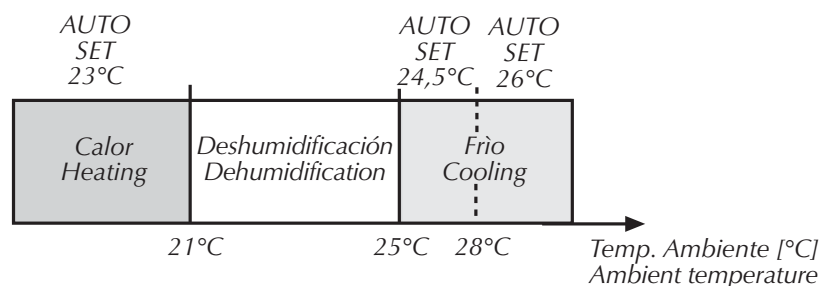 AUTO
SET
23°C
AUTO
SET
24,5°C
AUTO
SET
26°C
Calor
Heating
Deshumidificación
Dehumidification
Frìo
Cooling
21°C
25°C
28°C
Temp. Ambiente [°C]
Ambient temperature